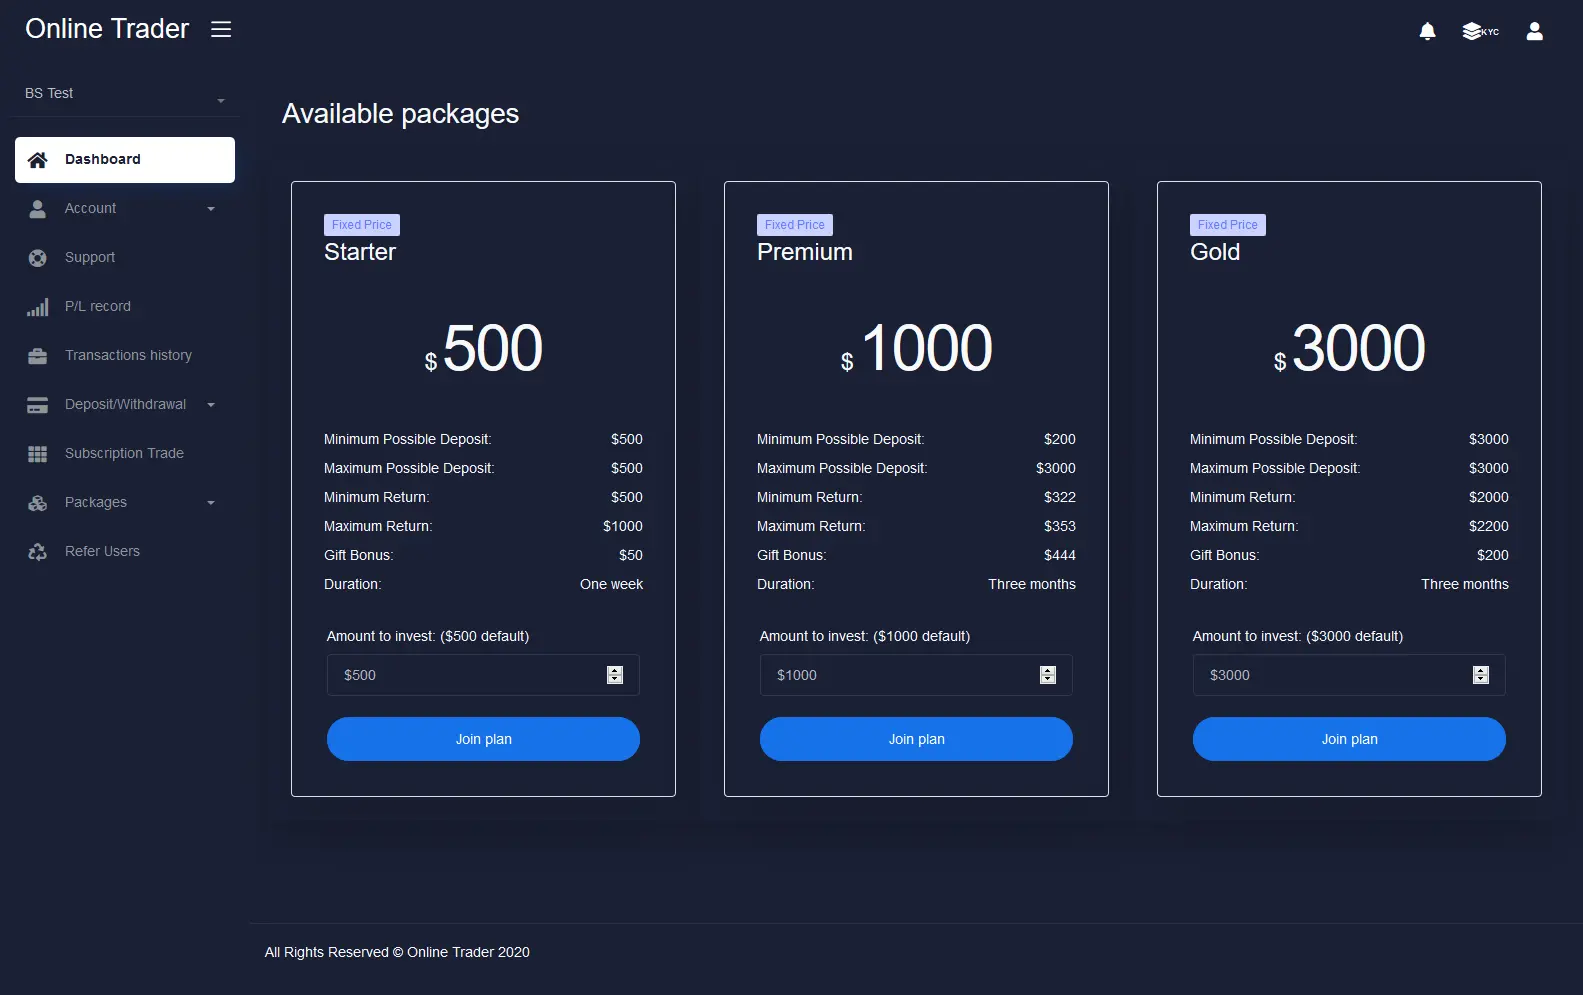 Online Trader
KYC
BS Test
Dashboard
Account
Support
P/L record
Transactions history
Deposit/Withdrawal
Subscription Trade
Packages
Refer Users
Available packages
Fixed Price
Starter
$ 500
Minimum Possible Deposit: $500
Maximum Possible Deposit: $500
Minimum Return: $500
Maximum Return: $1000
Gift Bonus: $50
Duration: One week
Amount to invest: ($500 default)
$500
Join plan
Fixed Price
Premium
$ 1000
Minimum Possible Deposit: $200
Maximum Possible Deposit: $3000
Minimum Return: $322
Maximum Return: $353
Gift Bonus: $444
Duration: Three months
Amount to invest: ($1000 default)
$1000
Join plan
Fixed Price
Gold
$ 3000
Minimum Possible Deposit: $3000
Maximum Possible Deposit: $3000
Minimum Return: $2000
Maximum Return: $2200
Gift Bonus: $200
Duration: Three months
Amount to invest: ($3000 default)
$3000
Join plan
All Rights Reserved © Online Trader 2020